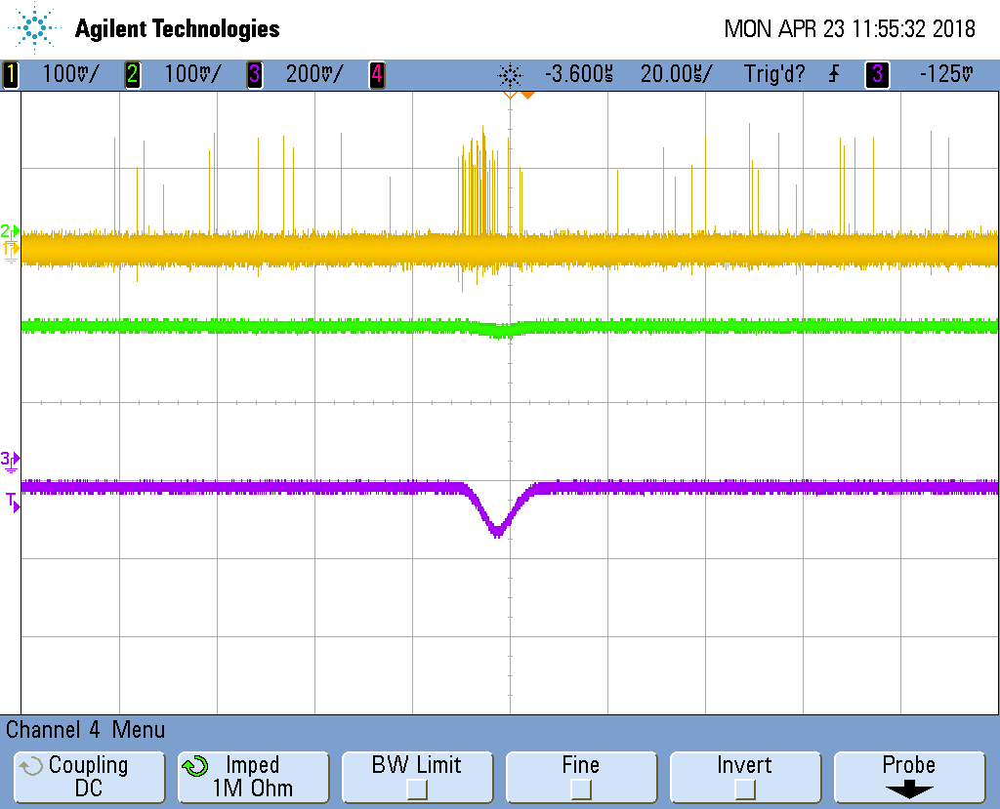 Agilent Technologies
MON APR 23 11:55:32 2018
1 100mV/ 2 100mV/ 3 200mV/ 4 -3.600µs 20.00µs/ Trig'd? 3 -125mV
2
1
3
T
Channel 4 Menu
Coupling
DC
Imped
1M Ohm
BW Limit
Fine
Invert
Probe